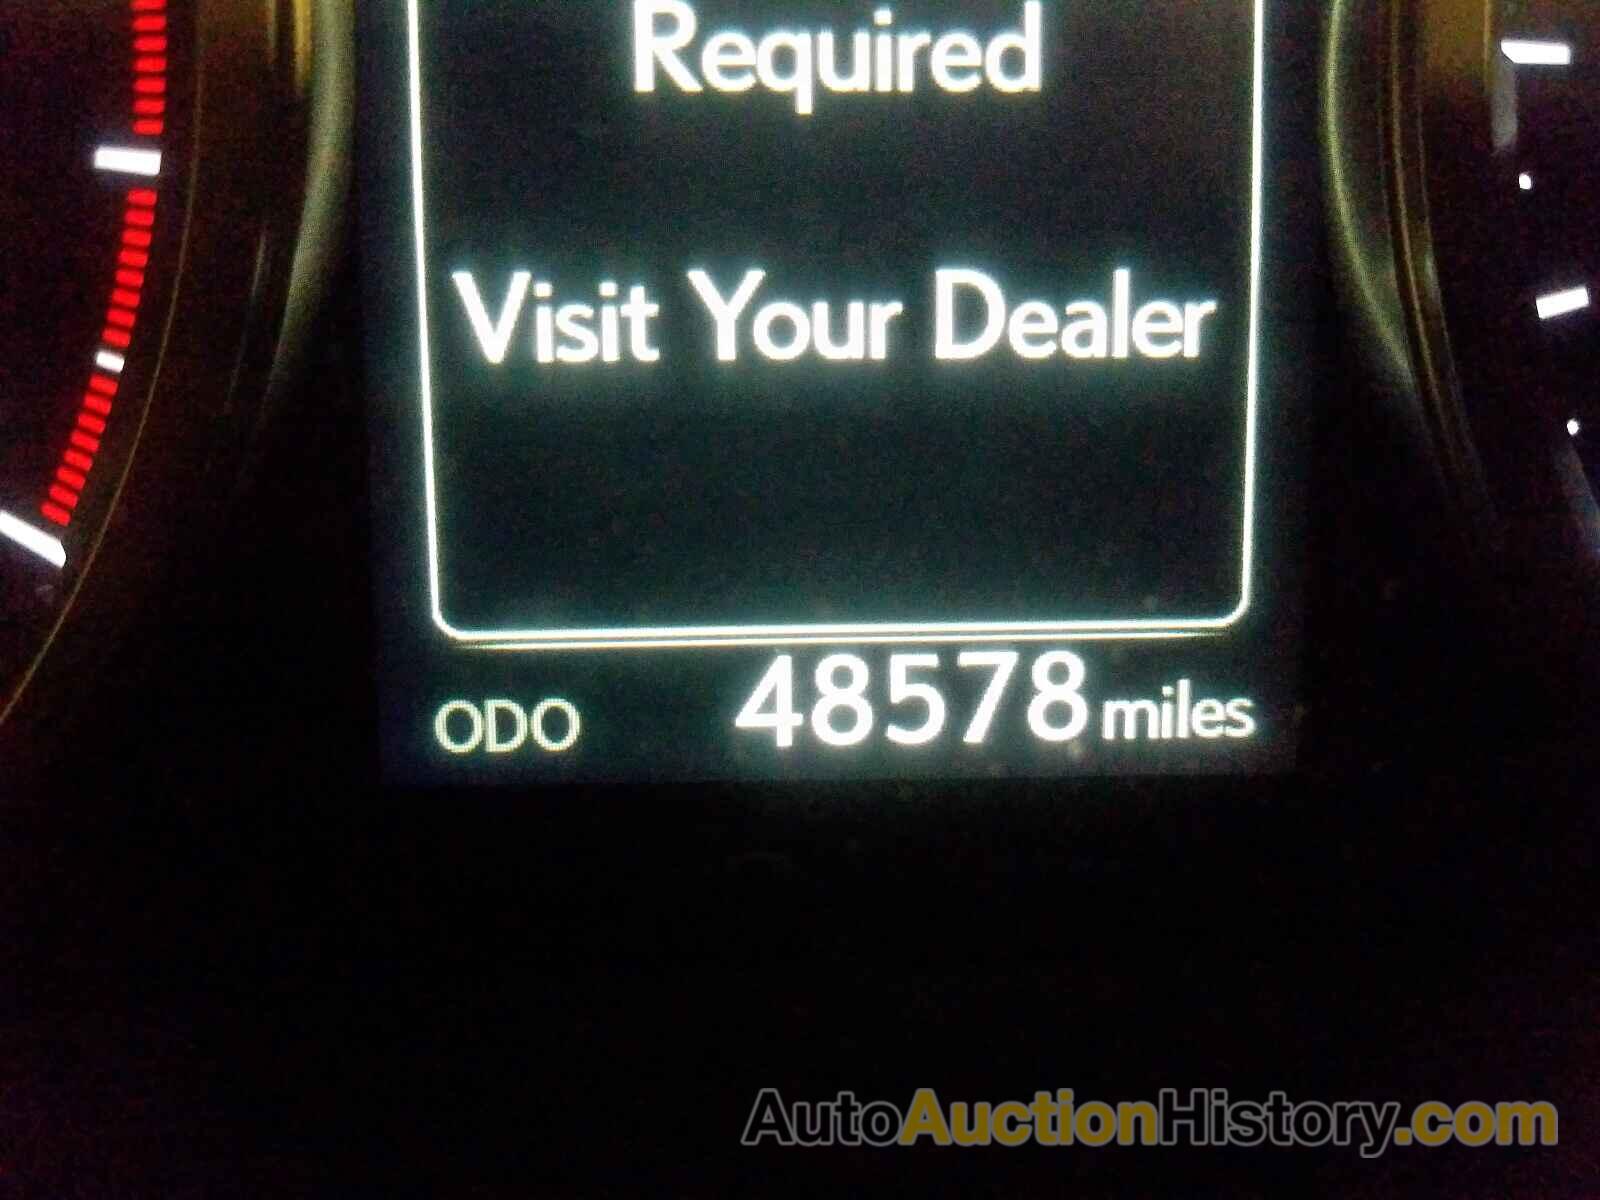 Required
Visit Your Dealer
ODO 48578 miles
AutoAuctionHistory.com